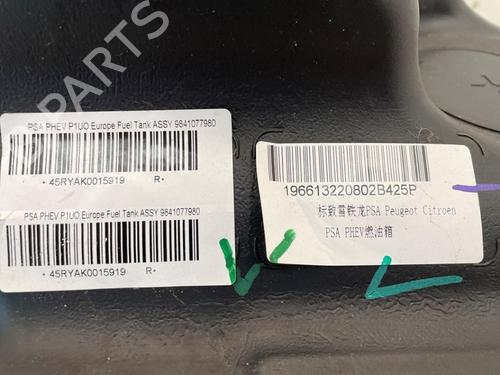 PSA PHEV P1UO Europe Fuel Tank ASSY 9841077980
*45RYAK0015919 R*
PSA PHEV P1UO Europe Fuel Tank ASSY 9841077980
*45RYAK0015919 R*
196613220802B425P
标致雪铁龙PSA Peugeot Citroen
PSA PHEV燃油箱